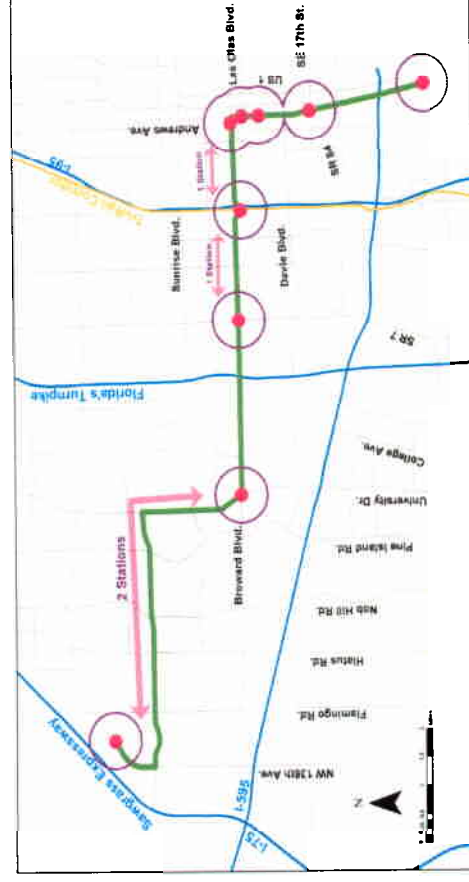 Las Olas Blvd.
SE 17th St.
US 1
Andrews Ave.
I-95
1 Station
SR 84
Sunrise Blvd.
1 Station
Davie Blvd.
Florida's Turnpike
SR 7
College Ave.
University Dr.
2 Stations
Broward Blvd.
Pine Island Rd.
Nob Hill Rd.
Hiatus Rd.
Flamingo Rd.
Sawgrass Expressway
NW 136th Ave.
I-595
I-75
N